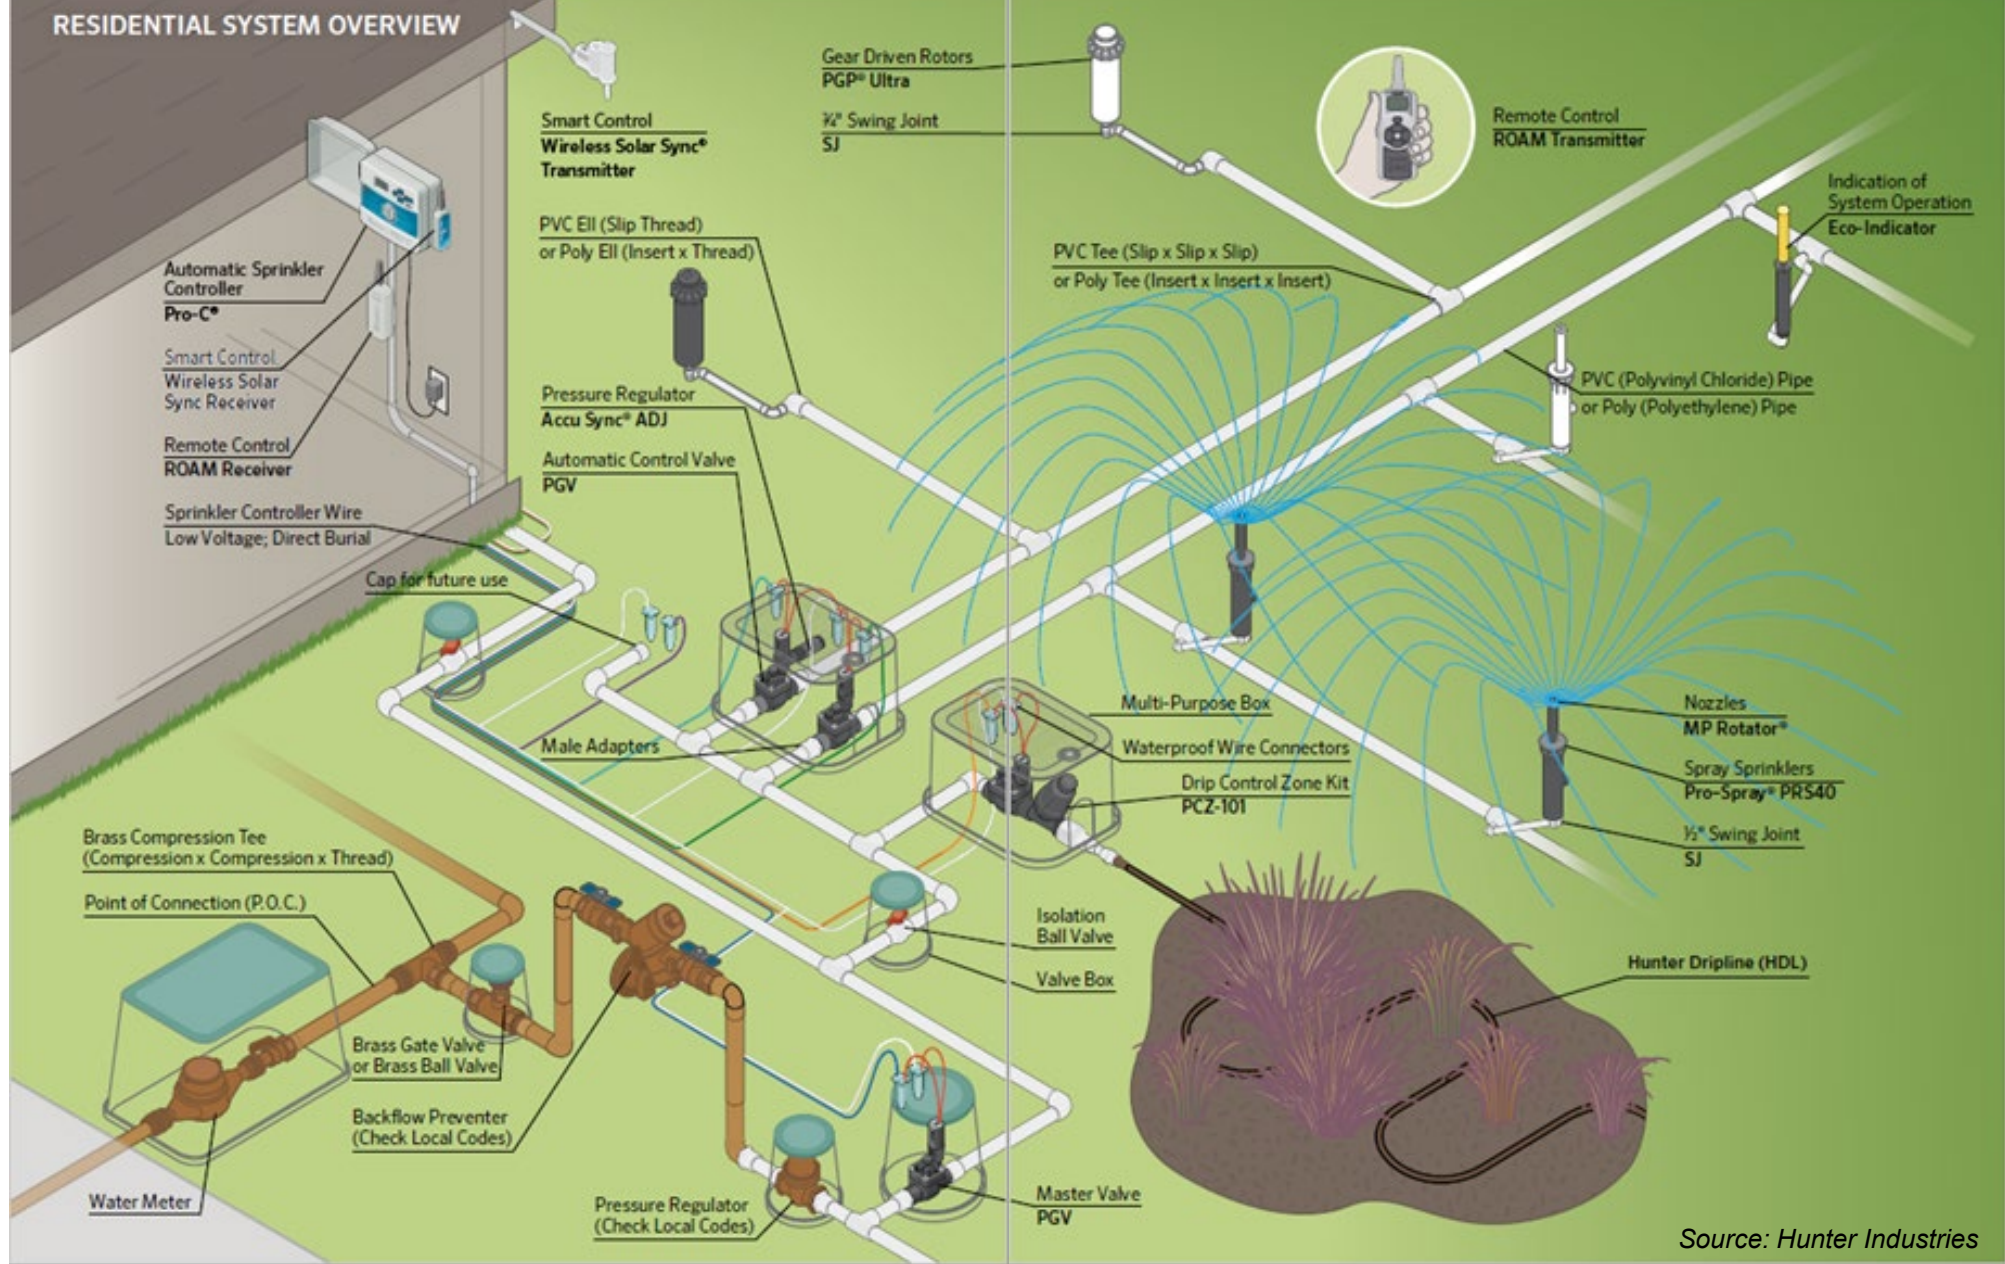 RESIDENTIAL SYSTEM OVERVIEW
Smart Control
Wireless Solar Sync®
Transmitter
Gear Driven Rotors
PGP® Ultra
¾" Swing Joint
SJ
Remote Control
ROAM Transmitter
Indication of
System Operation
Eco-Indicator
PVC Ell (Slip Thread)
or Poly Ell (Insert x Thread)
PVC Tee (Slip x Slip x Slip)
or Poly Tee (Insert x Insert x Insert)
Automatic Sprinkler
Controller
Pro-C®
Smart Control
Wireless Solar
Sync Receiver
Remote Control
ROAM Receiver
Sprinkler Controller Wire
Low Voltage; Direct Burial
Pressure Regulator
Accu Sync® ADJ
Automatic Control Valve
PGV
PVC (Polyvinyl Chloride) Pipe
or Poly (Polyethylene) Pipe
Cap for future use
Male Adapters
Multi-Purpose Box
Waterproof Wire Connectors
Drip Control Zone Kit
PCZ-101
Nozzles
MP Rotator®
Spray Sprinklers
Pro-Spray® PRS40
½" Swing Joint
SJ
Brass Compression Tee
(Compression x Compression x Thread)
Point of Connection (P.O.C.)
Isolation
Ball Valve
Valve Box
Hunter Dripline (HDL)
Brass Gate Valve
or Brass Ball Valve
Backflow Preventer
(Check Local Codes)
Water Meter
Pressure Regulator
(Check Local Codes)
Master Valve
PGV
Source: Hunter Industries